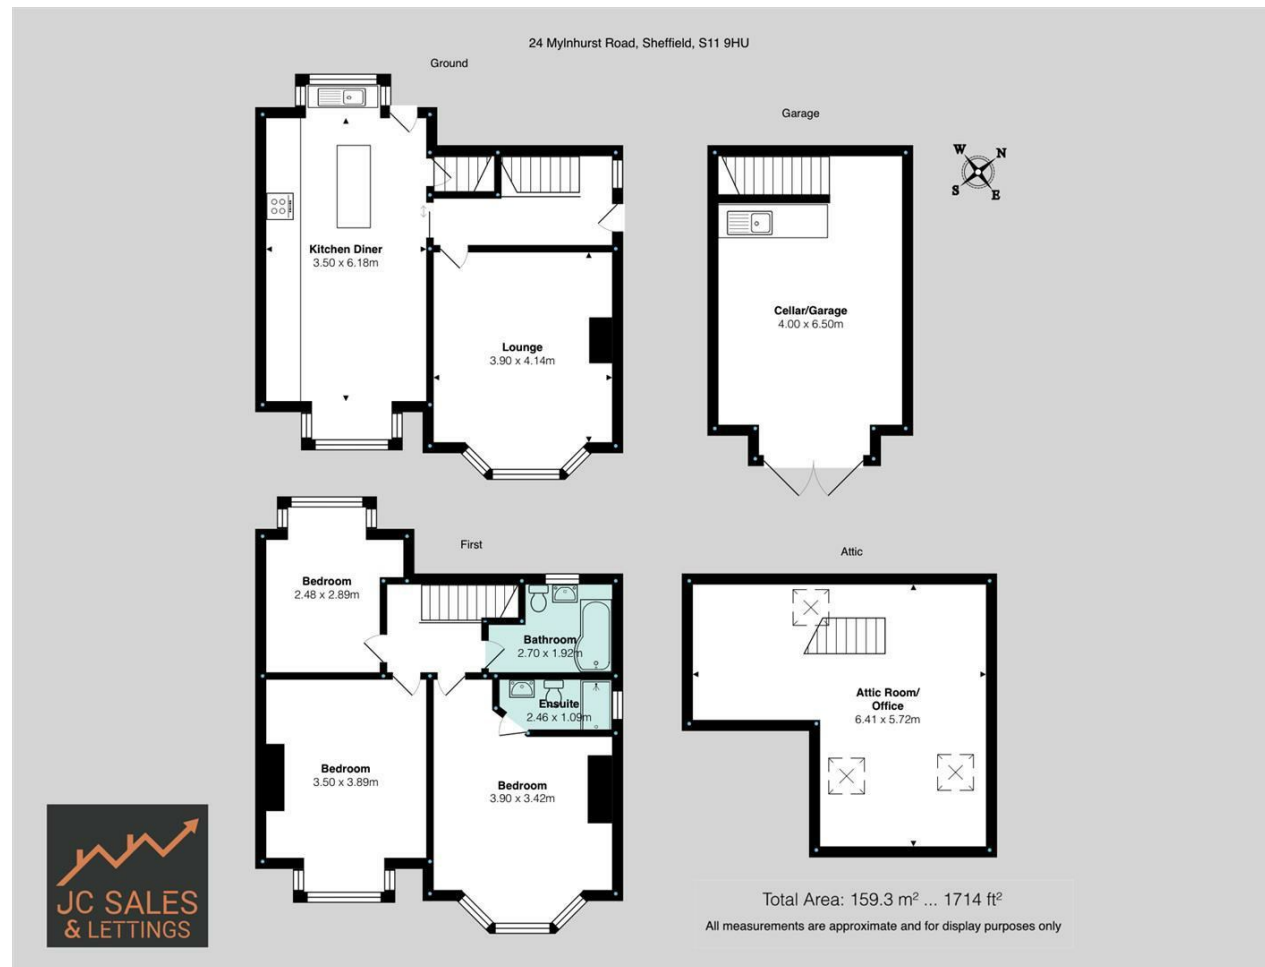 24 Mylnhurst Road, Sheffield, S11 9HU
Ground
Kitchen Diner
3.50 x 6.18m
Lounge
3.90 x 4.14m
Garage
Cellar/Garage
4.00 x 6.50m
W
N
S
E
First
Bedroom
2.48 x 2.89m
Bathroom
2.70 x 1.92m
Ensuite
2.46 x 1.09m
Bedroom
3.50 x 3.89m
Bedroom
3.90 x 3.42m
Attic
Attic Room/
Office
6.41 x 5.72m
JC SALES
& LETTINGS
Total Area: 159.3 m² ... 1714 ft²
All measurements are approximate and for display purposes only